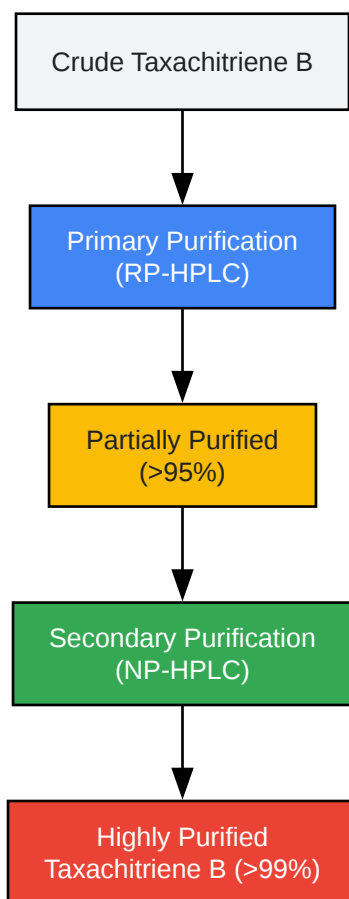 Crude Taxachitriene B
Primary Purification
(RP-HPLC)
Partially Purified
(>95%)
Secondary Purification
(NP-HPLC)
Highly Purified
Taxachitriene B (>99%)